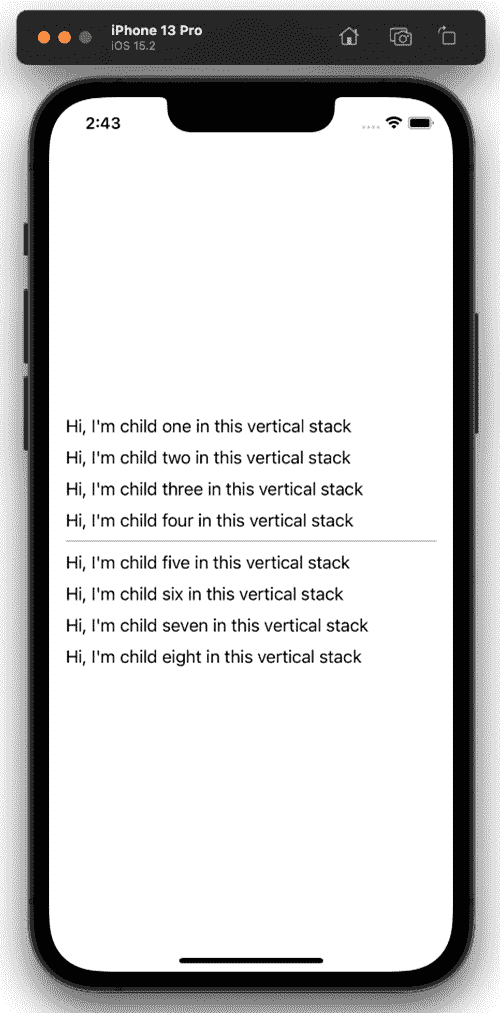 iPhone 13 Pro
iOS 15.2
2:43
Hi, I'm child one in this vertical stack
Hi, I'm child two in this vertical stack
Hi, I'm child three in this vertical stack
Hi, I'm child four in this vertical stack
Hi, I'm child five in this vertical stack
Hi, I'm child six in this vertical stack
Hi, I'm child seven in this vertical stack
Hi, I'm child eight in this vertical stack